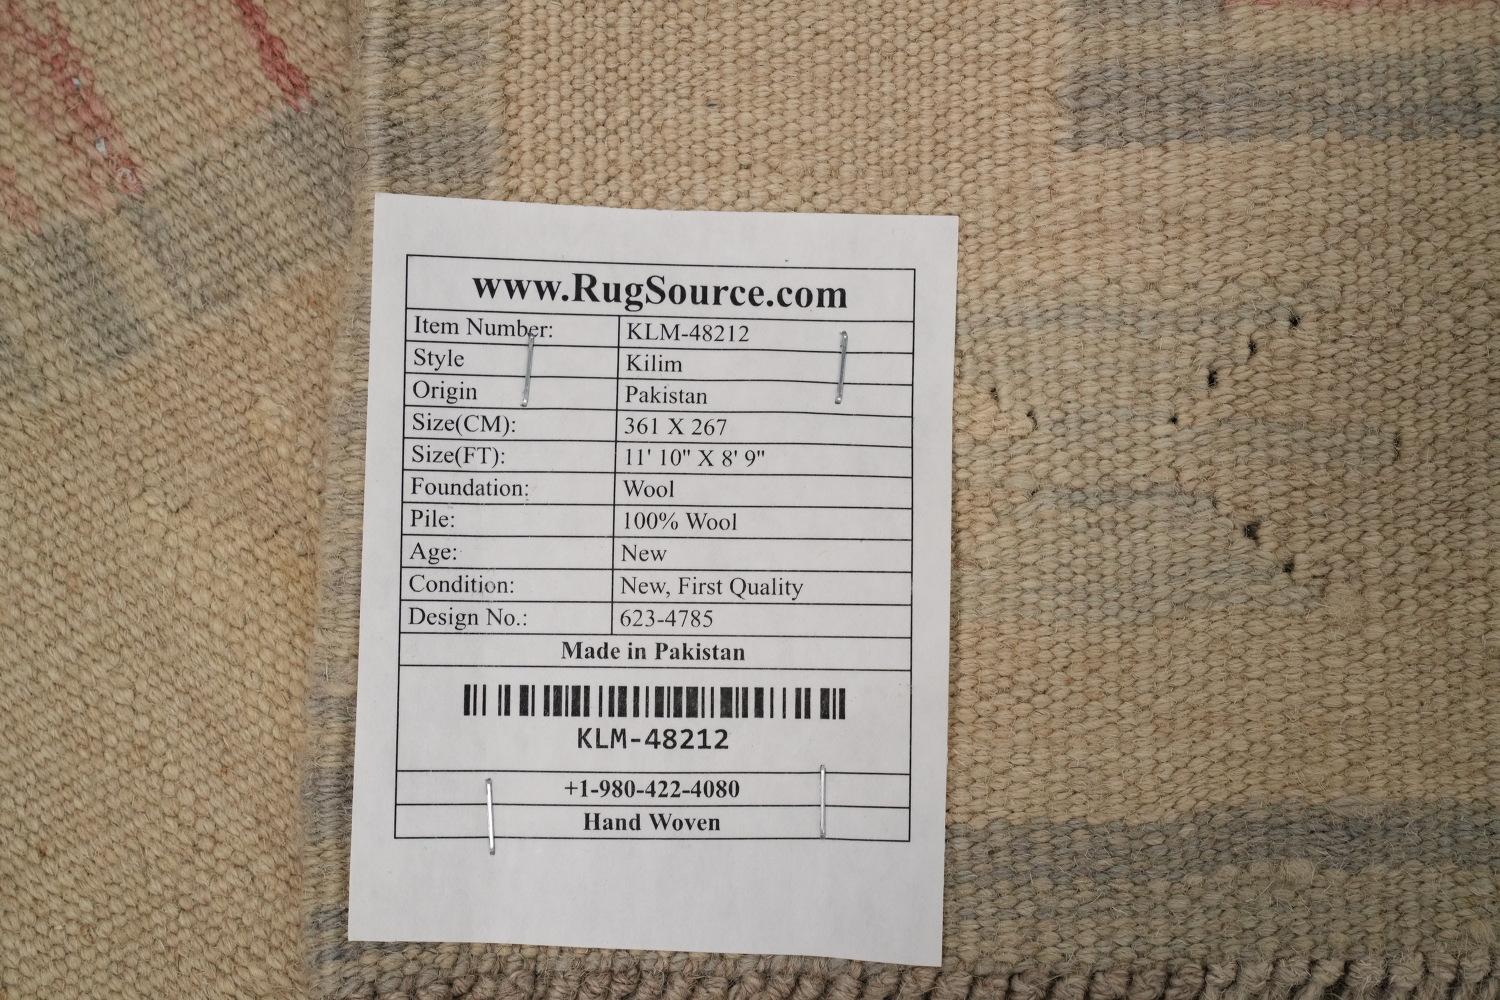 www.RugSource.com
Item Number: KLM-48212
Style Kilim
Origin Pakistan
Size(CM): 361 X 267
Size(FT): 11' 10" X 8' 9"
Foundation: Wool
Pile: 100% Wool
Age: New
Condition: New, First Quality
Design No.: 623-4785
Made in Pakistan
KLM-48212
+1-980-422-4080
Hand Woven